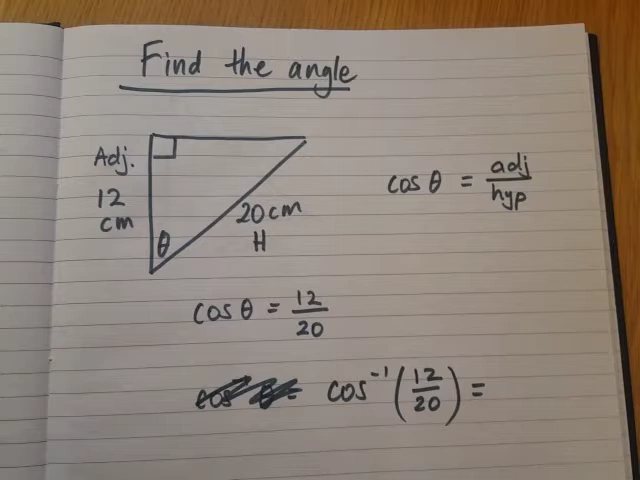 Find the angle
Adj.
12
cm
θ
20cm
H
cos θ = adj/hyp
cos θ = 12/20
cos⁻¹(12/20) =